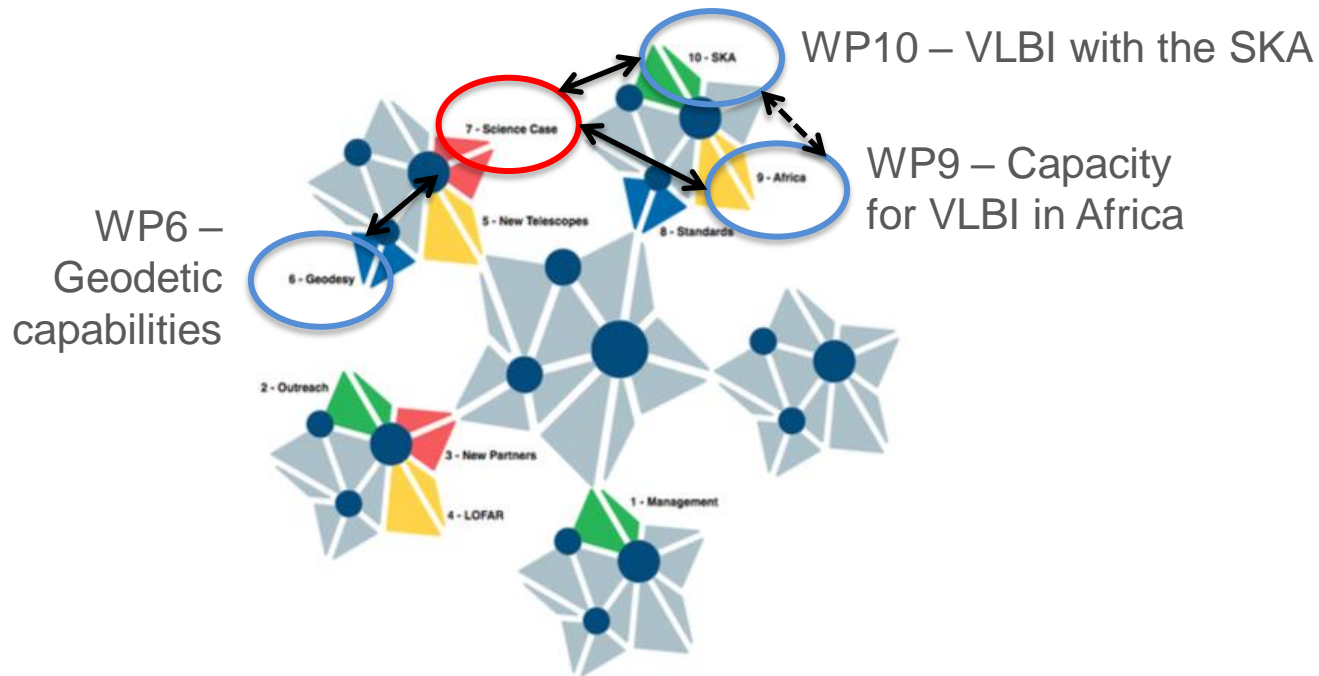 10 - SKA
WP10 – VLBI with the SKA
7 - Science Case
9 - Africa
WP9 – Capacity
for VLBI in Africa
5 - New Telescopes
8 - Standards
WP6 –
Geodetic
capabilities
6 - Geodesy
2 - Outreach
3 - New Partners
4 - LOFAR
1 - Management